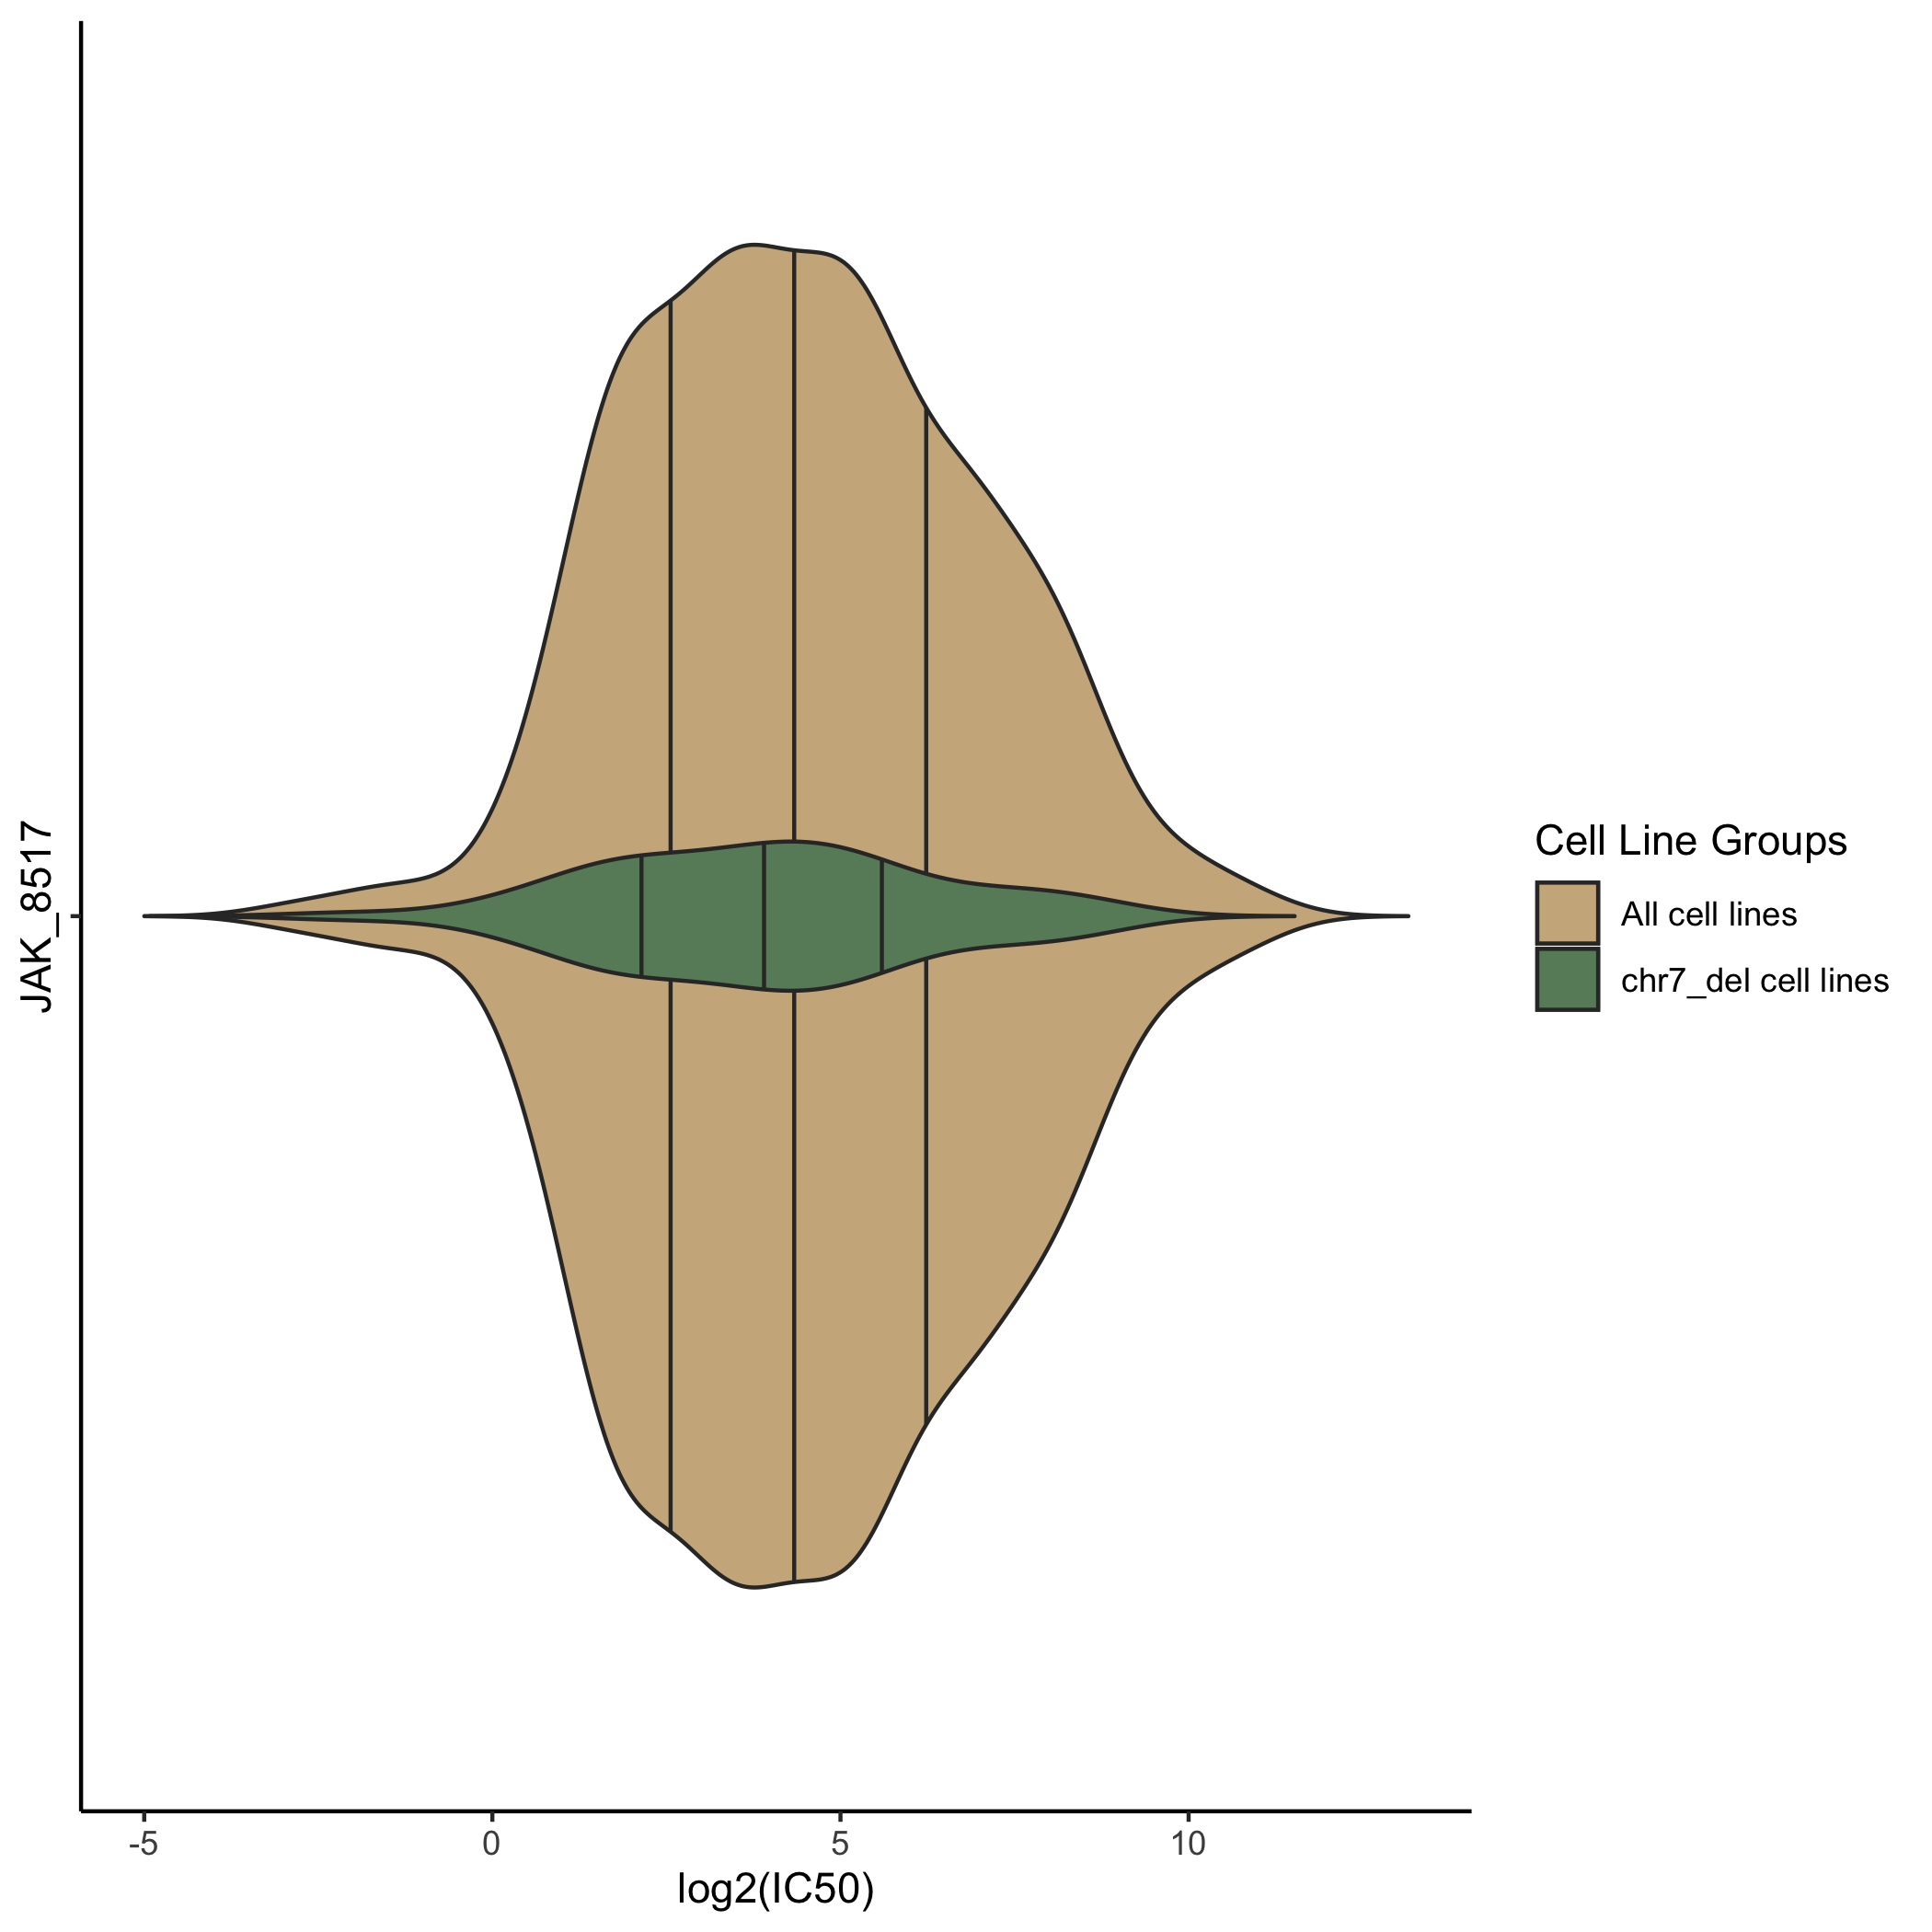 JAK_8517
-5
0
5
10
log2(IC50)
Cell Line Groups
All cell lines
chr7_del cell lines